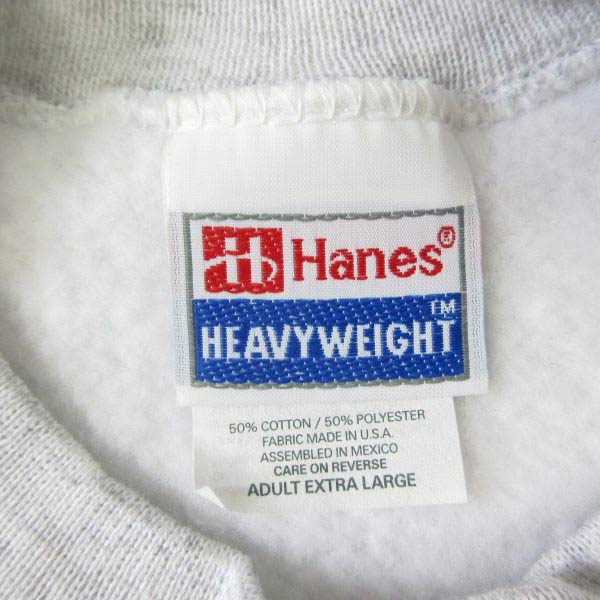 Hanes®
HEAVYWEIGHT™
50% COTTON / 50% POLYESTER
FABRIC MADE IN U.S.A.
ASSEMBLED IN MEXICO
CARE ON REVERSE
ADULT EXTRA LARGE